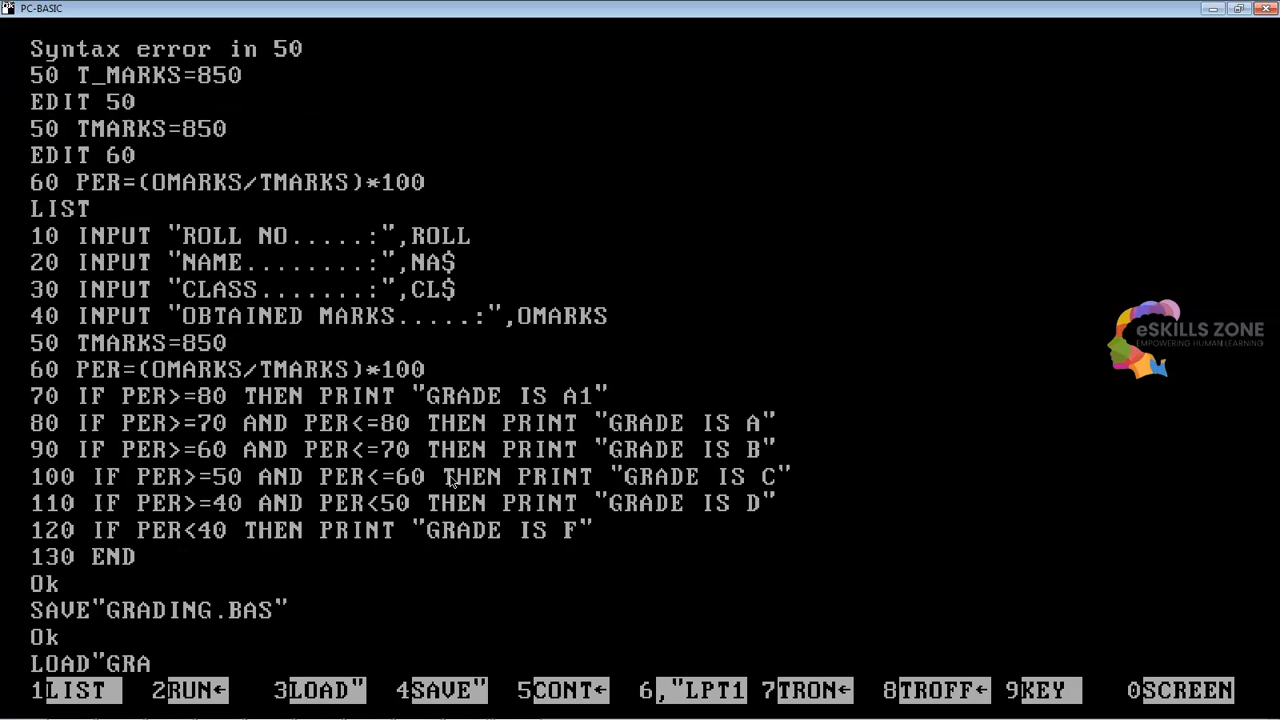 PC-BASIC
Syntax error in 50
50 T_MARKS=850
EDIT 50
50 TMARKS=850
EDIT 60
60 PER=(OMARKS/TMARKS)*100
LIST
10 INPUT "ROLL NO.....:",ROLL
20 INPUT "NAME........:",NA$
30 INPUT "CLASS.......:",CL$
40 INPUT "OBTAINED MARKS.....:",OMARKS
50 TMARKS=850
60 PER=(OMARKS/TMARKS)*100
70 IF PER>=80 THEN PRINT "GRADE IS A1"
80 IF PER>=70 AND PER<=80 THEN PRINT "GRADE IS A"
90 IF PER>=60 AND PER<=70 THEN PRINT "GRADE IS B"
100 IF PER>=50 AND PER<=60 THEN PRINT "GRADE IS C"
110 IF PER>=40 AND PER<50 THEN PRINT "GRADE IS D"
120 IF PER<40 THEN PRINT "GRADE IS F"
130 END
Ok
SAVE"GRADING.BAS"
Ok
LOAD"GRA
1LIST 2RUN← 3LOAD" 4SAVE" 5CONT← 6,"LPT1 7TRON← 8TROFF← 9KEY 0SCREEN
eSKILLS ZONE
EMPOWERING HUMAN LEARNING